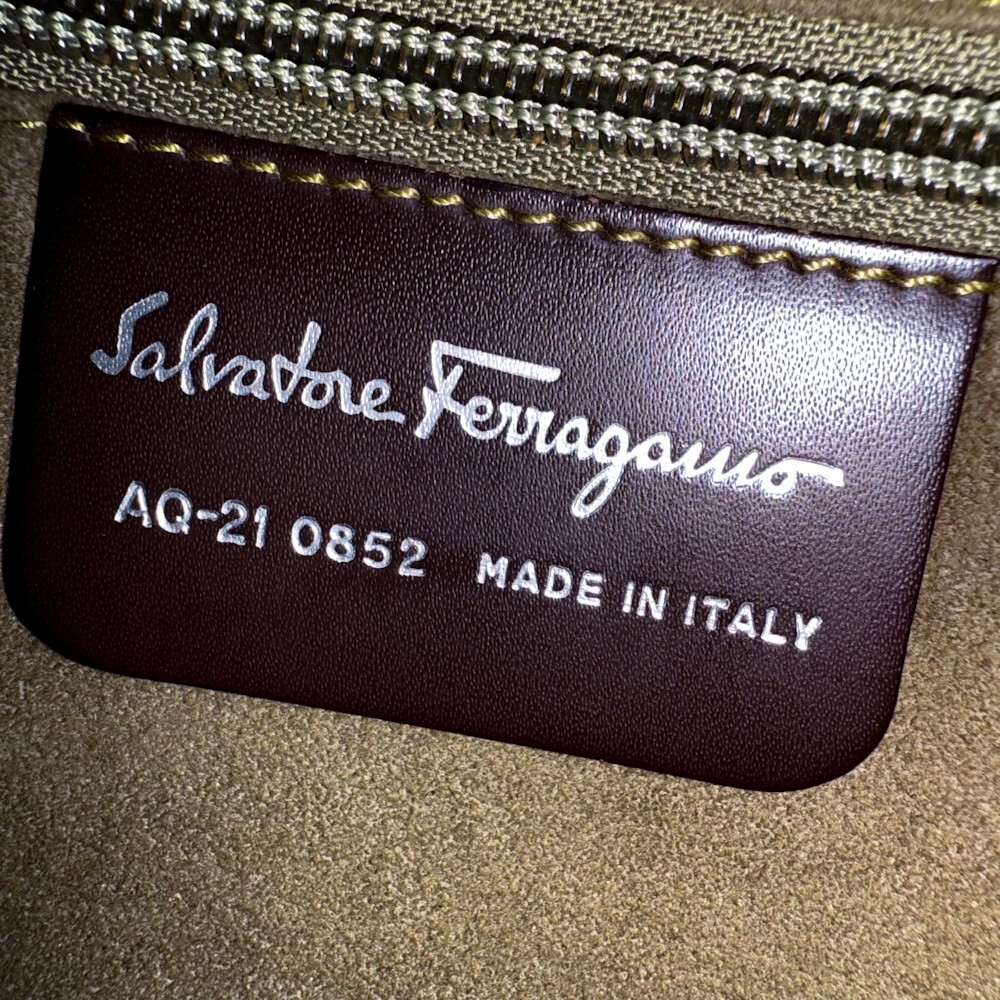 Salvatore Ferragamo
AQ-21 0852 MADE IN ITALY